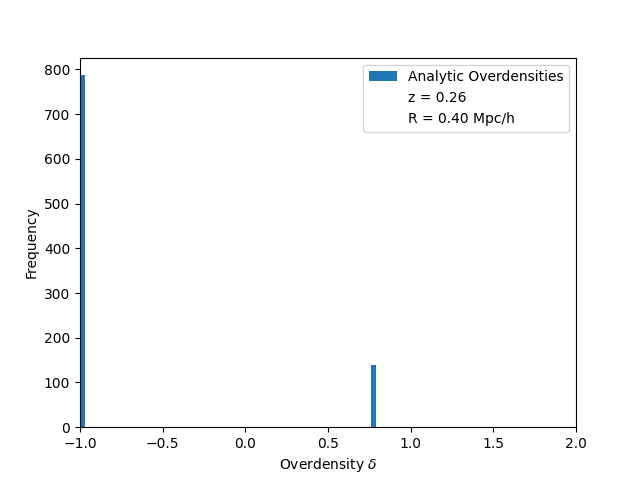 Analytic Overdensities
z = 0.26
R = 0.40 Mpc/h
800
700
600
500
400
300
200
100
0
Frequency
−1.0 −0.5 0.0 0.5 1.0 1.5 2.0
Overdensity δ